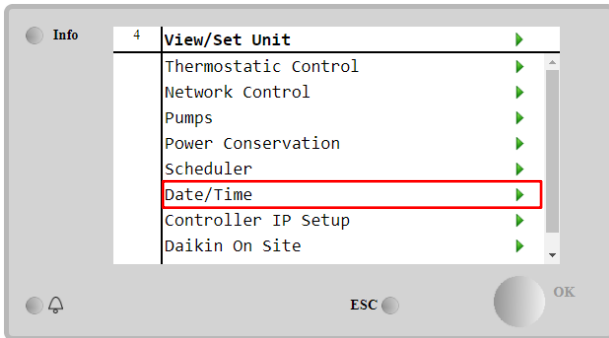 Info
4 View/Set Unit
Thermostatic Control
Network Control
Pumps
Power Conservation
Scheduler
Date/Time
Controller IP Setup
Daikin On Site
ESC
OK